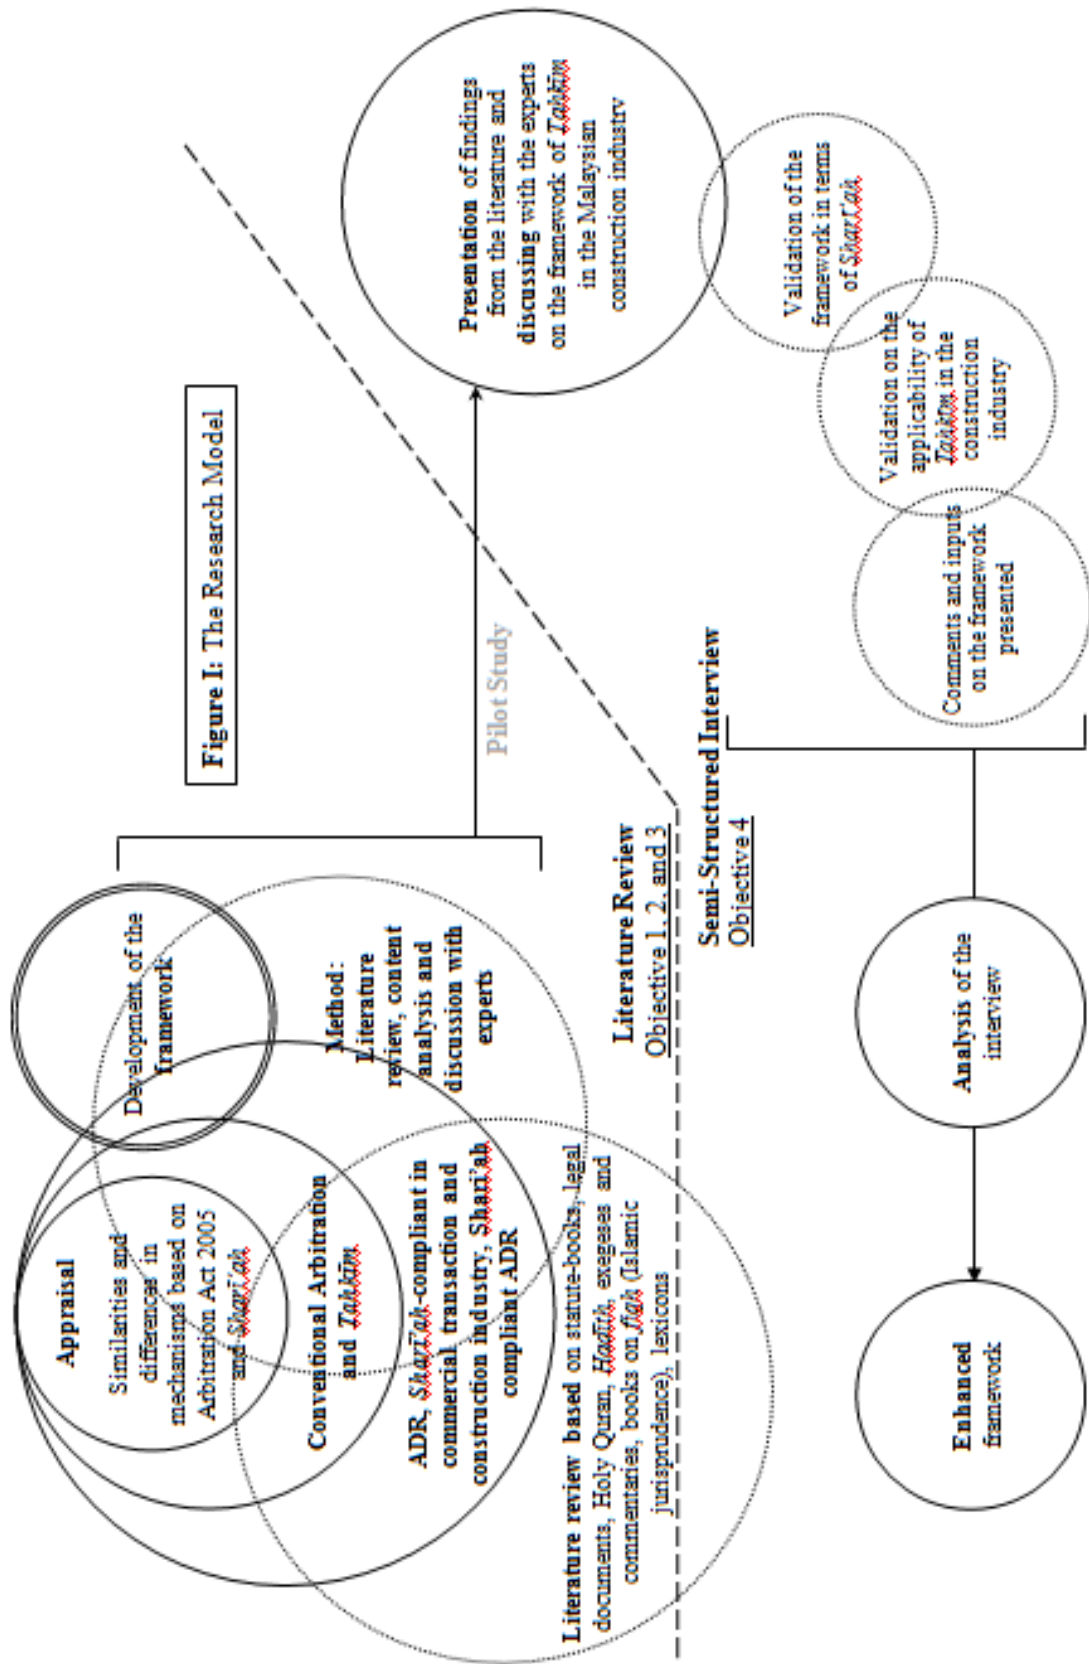 Figure I: The Research Model
Appraisal
Similarities and
differences in
mechanisms based on
Arbitration Act 2005
and Sharī'ah
Conventional Arbitration
and Tahkīm
ADR, Sharī'ah-compliant in
commercial transaction and
construction industry, Sharī'ah
compliant ADR
Literature review based on statute-books, legal
documents, Holy Quran, Hadīth, exegeses and
commentaries, books on fiqh (Islamic
jurisprudence), lexicons
Development of the
framework
Method:
Literature
review, content
analysis and
discussion with
experts
Literature Review
Objective 1, 2, and 3
Pilot Study
Presentation of findings
from the literature and
discussing with the experts
on the framework of Tahkīm
in the Malaysian
construction industry
Semi-Structured Interview
Objective 4
Validation of the
framework in terms
of Sharī'ah
Validation on the
applicability of
Tahkīm in the
construction
industry
Comments and inputs
on the framework
presented
Analysis of the
interview
Enhanced
framework